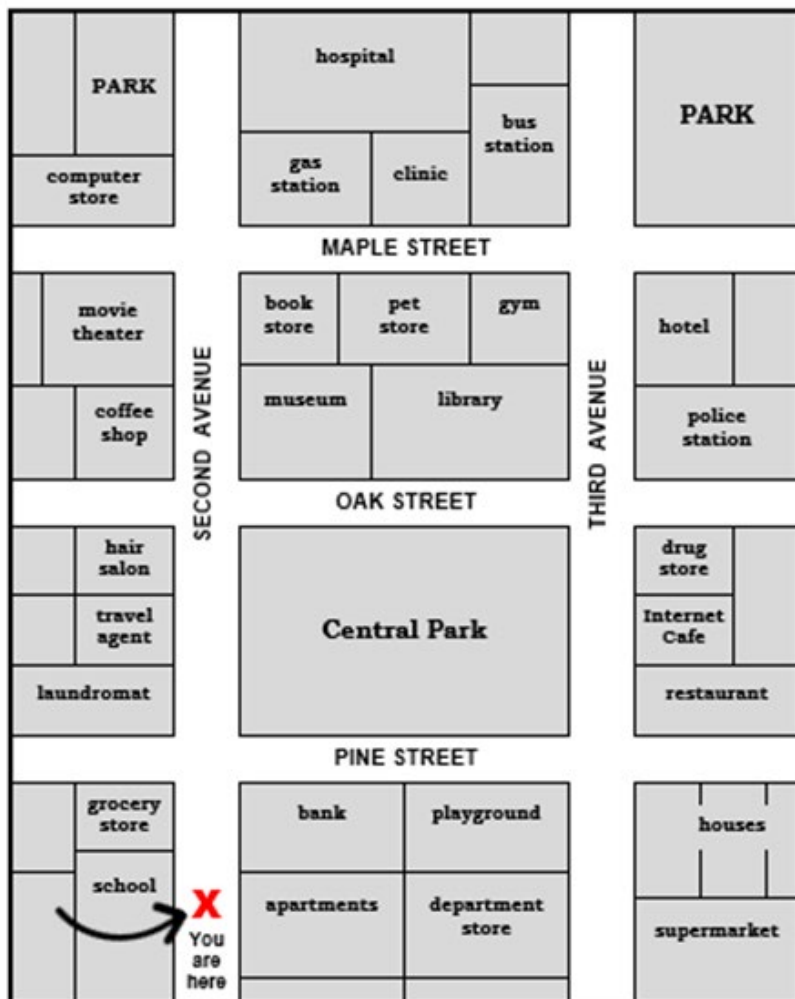 hospital
PARK
bus
station
PARK
gas
station
clinic
computer
store
MAPLE STREET
movie
theater
book
store
pet
store
gym
hotel
SECOND AVENUE
THIRD AVENUE
coffee
shop
museum
library
police
station
OAK STREET
hair
salon
drug
store
travel
agent
Central Park
Internet
Cafe
laundromat
restaurant
PINE STREET
grocery
store
bank
playground
houses
school
X
apartments
department
store
supermarket
You
are
here